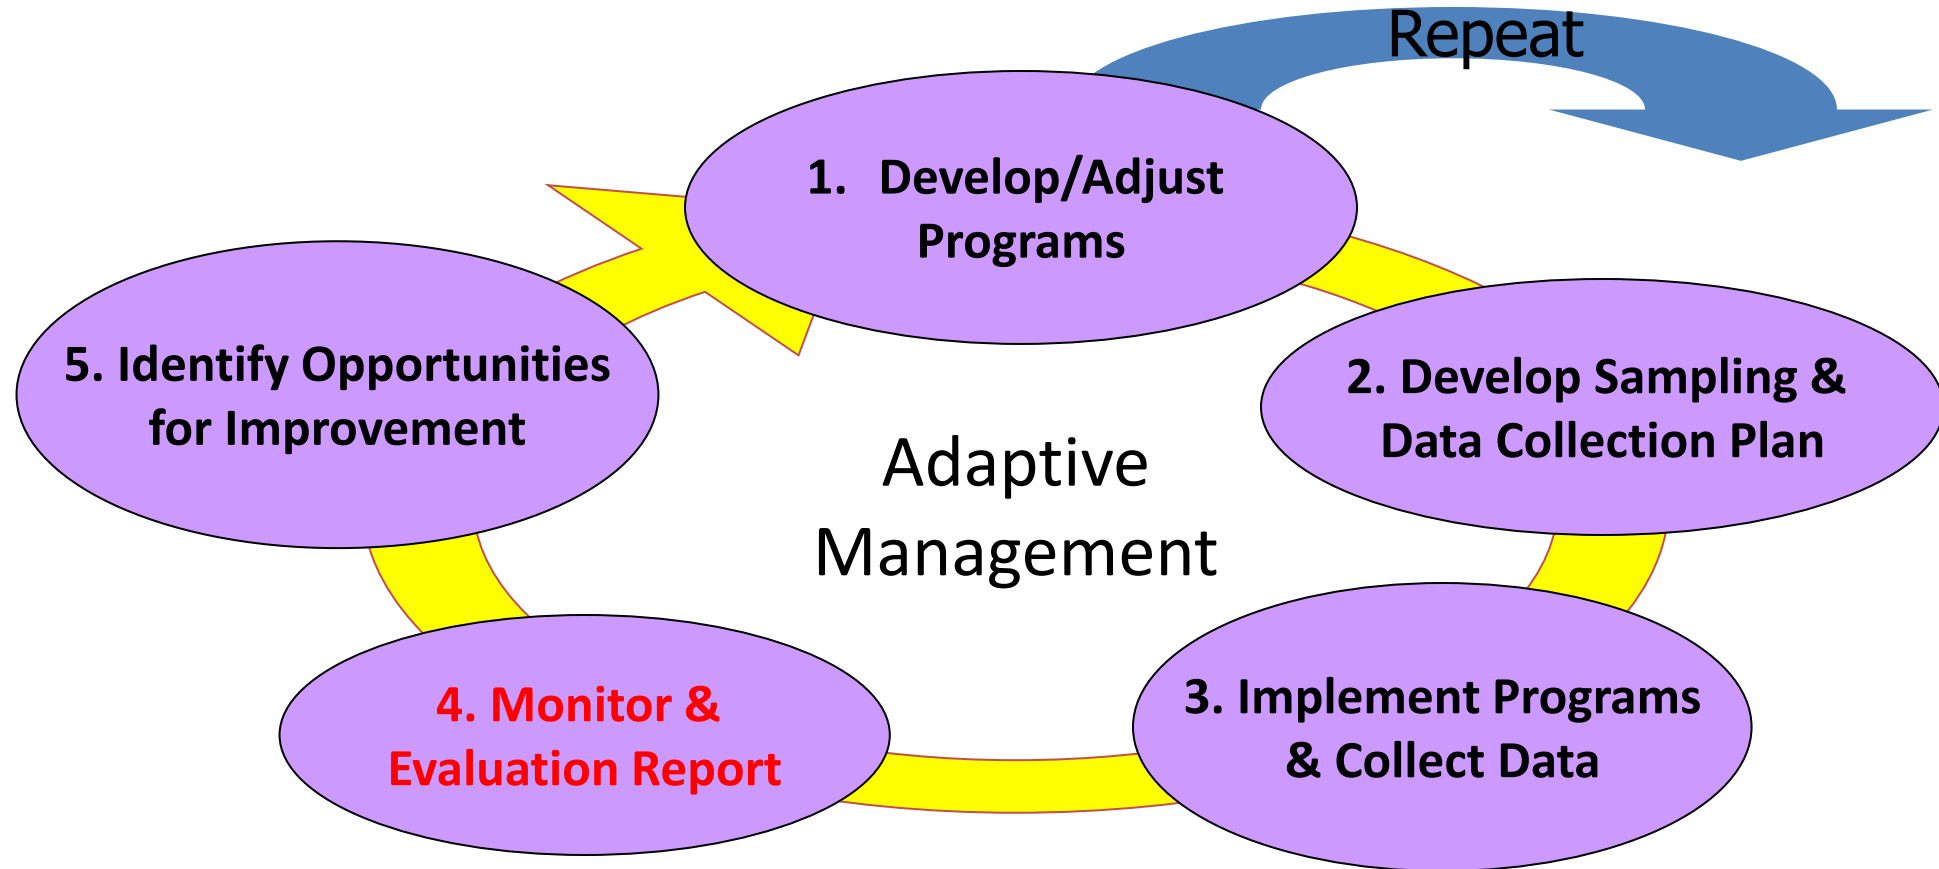 Repeat
1. Develop/Adjust
Programs
5. Identify Opportunities
for Improvement
2. Develop Sampling &
Data Collection Plan
Adaptive
Management
4. Monitor &
Evaluation Report
3. Implement Programs
& Collect Data